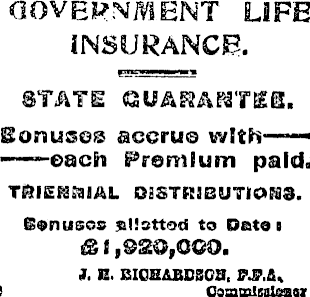 GOVERNMENT LIFE
INSURANCE.
STATE GUARANTEE.
Bonuses accrue with—
—each Premium paid.
TRIENNIAL DISTRIBUTIONS.
Bonuses allotted to Date:
£1,920,000.
J. H. RICHARDSON, F.F.A.,
Commissioner